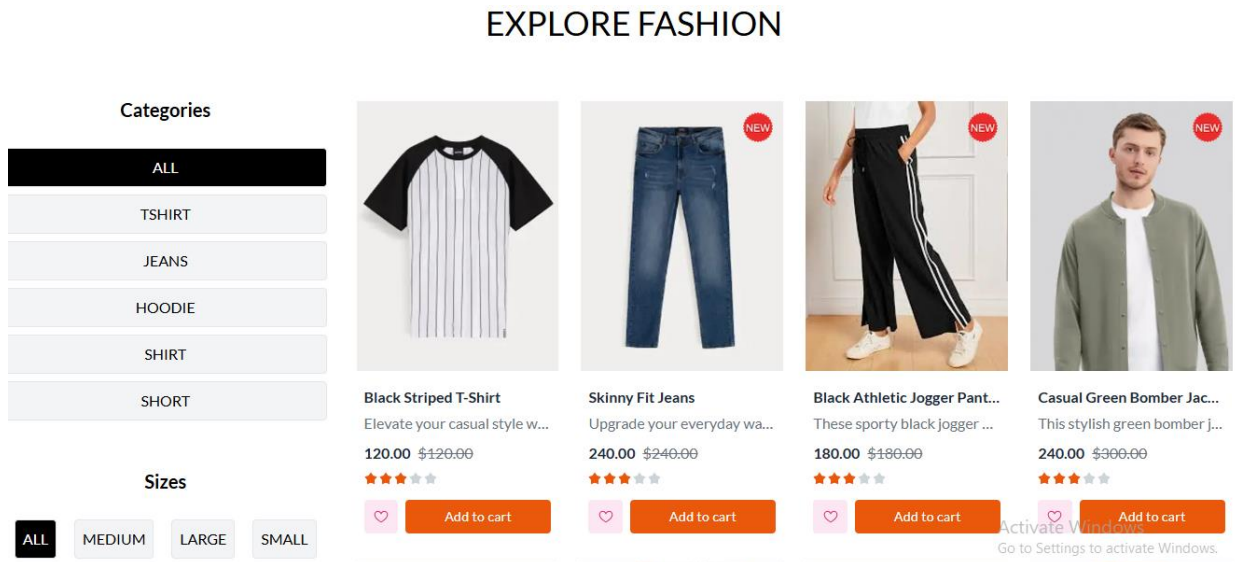 EXPLORE FASHION
Categories
ALL
TSHIRT
JEANS
HOODIE
SHIRT
SHORT
Sizes
ALL MEDIUM LARGE SMALL
NEW NEW NEW
Black Striped T-Shirt
Elevate your casual style w...
120.00 $120.00
Add to cart
Skinny Fit Jeans
Upgrade your everyday wa...
240.00 $240.00
Add to cart
Black Athletic Jogger Pant...
These sporty black jogger ...
180.00 $180.00
Add to cart
Casual Green Bomber Jac...
This stylish green bomber j...
240.00 $300.00
Add to cart
Activate Windows
Go to Settings to activate Windows.